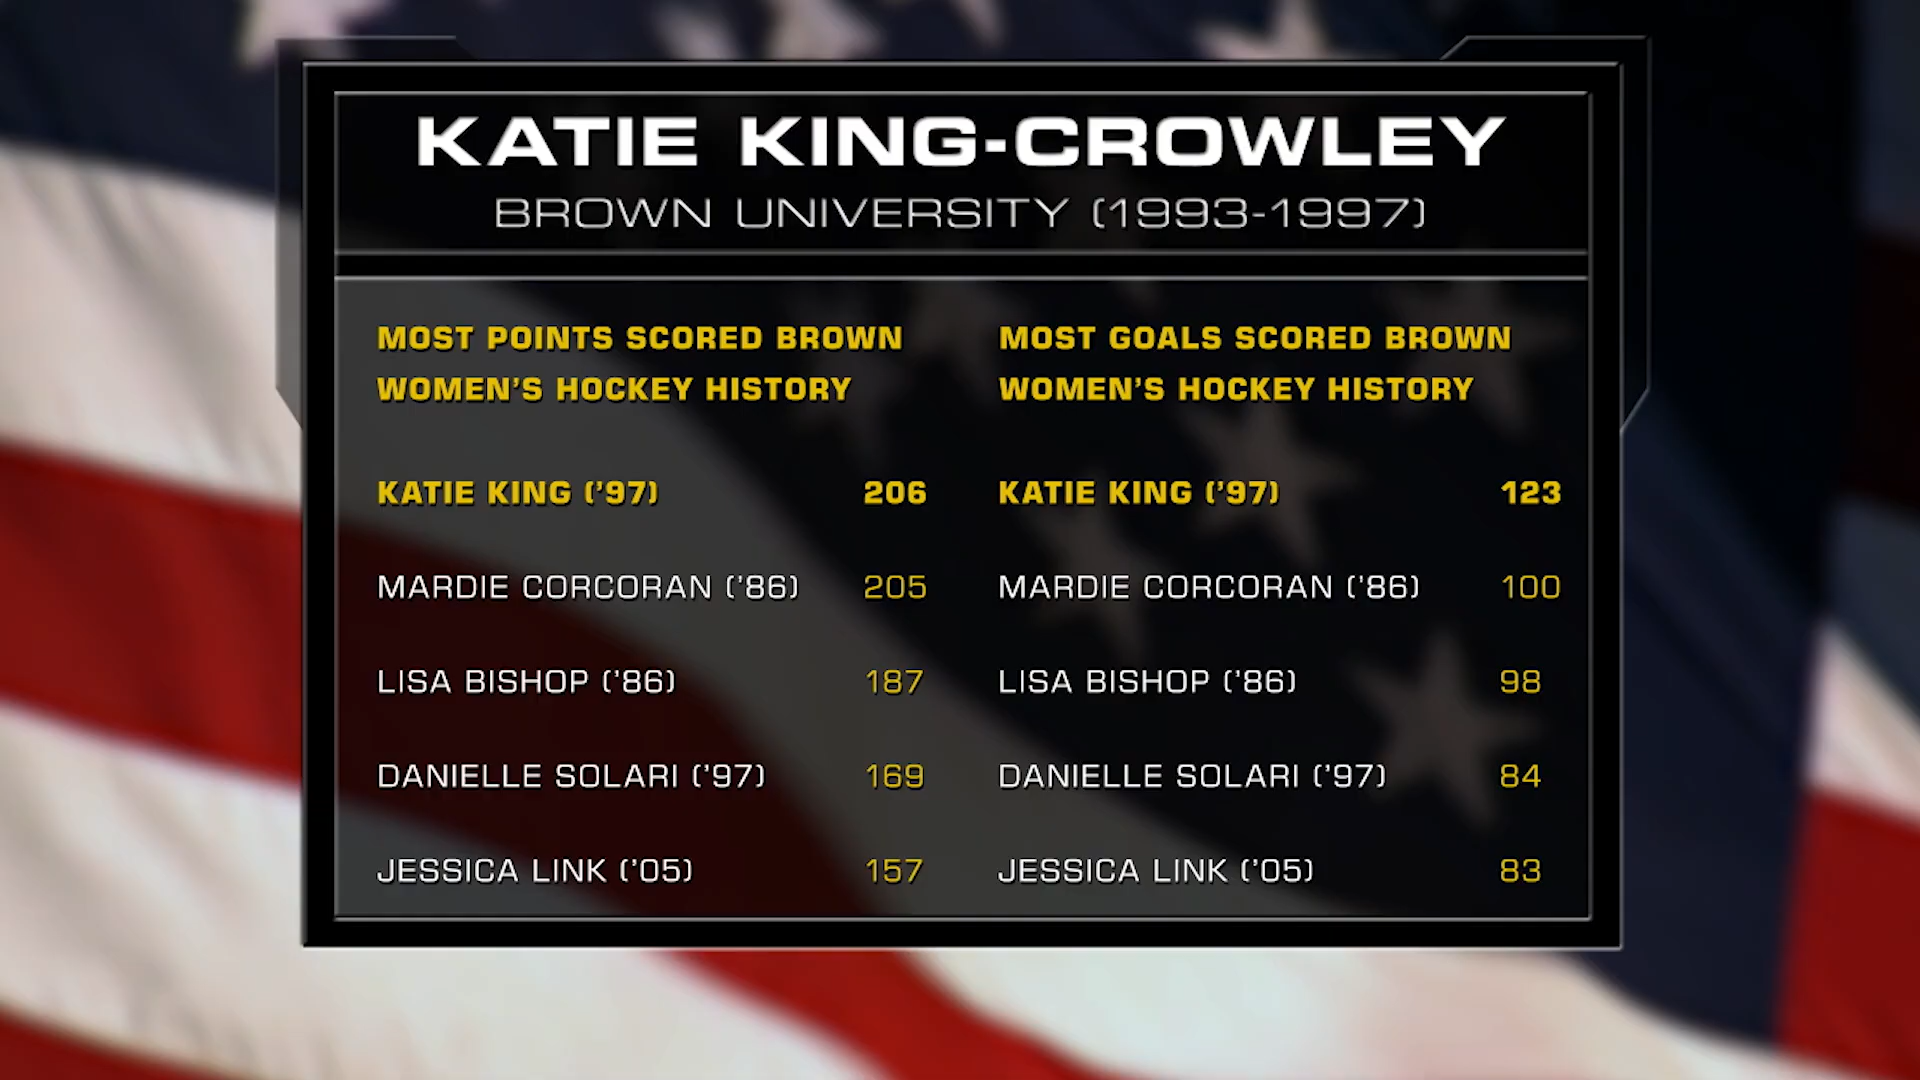 KATIE KING-CROWLEY
BROWN UNIVERSITY (1993-1997)
MOST POINTS SCORED BROWN
WOMEN'S HOCKEY HISTORY
KATIE KING ('97) 206
MARDIE CORCORAN ('86) 205
LISA BISHOP ('86) 187
DANIELLE SOLARI ('97) 169
JESSICA LINK ('05) 157
MOST GOALS SCORED BROWN
WOMEN'S HOCKEY HISTORY
KATIE KING ('97) 123
MARDIE CORCORAN ('86) 100
LISA BISHOP ('86) 98
DANIELLE SOLARI ('97) 84
JESSICA LINK ('05) 83